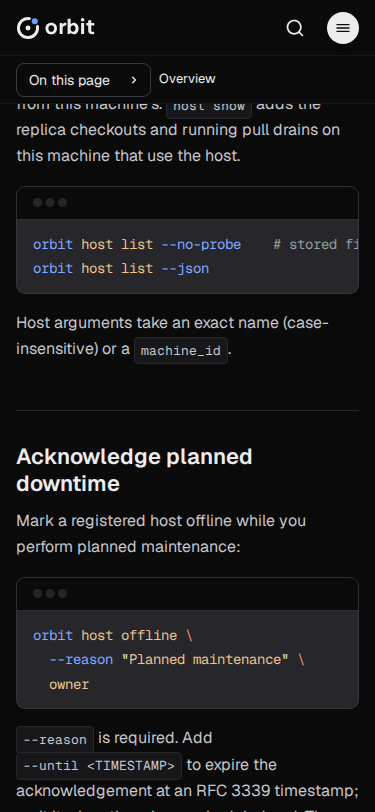 orbit
On this page
Overview
from this machine's. host show adds the
replica checkouts and running pull drains on
this machine that use the host.
orbit host list --no-probe    # stored fi
orbit host list --json
Host arguments take an exact name (case-
insensitive) or a machine_id.
Acknowledge planned
downtime
Mark a registered host offline while you
perform planned maintenance:
orbit host offline \
  --reason "Planned maintenance" \
  owner
--reason is required. Add
--until <TIMESTAMP> to expire the
acknowledgement at an RFC 3339 timestamp;